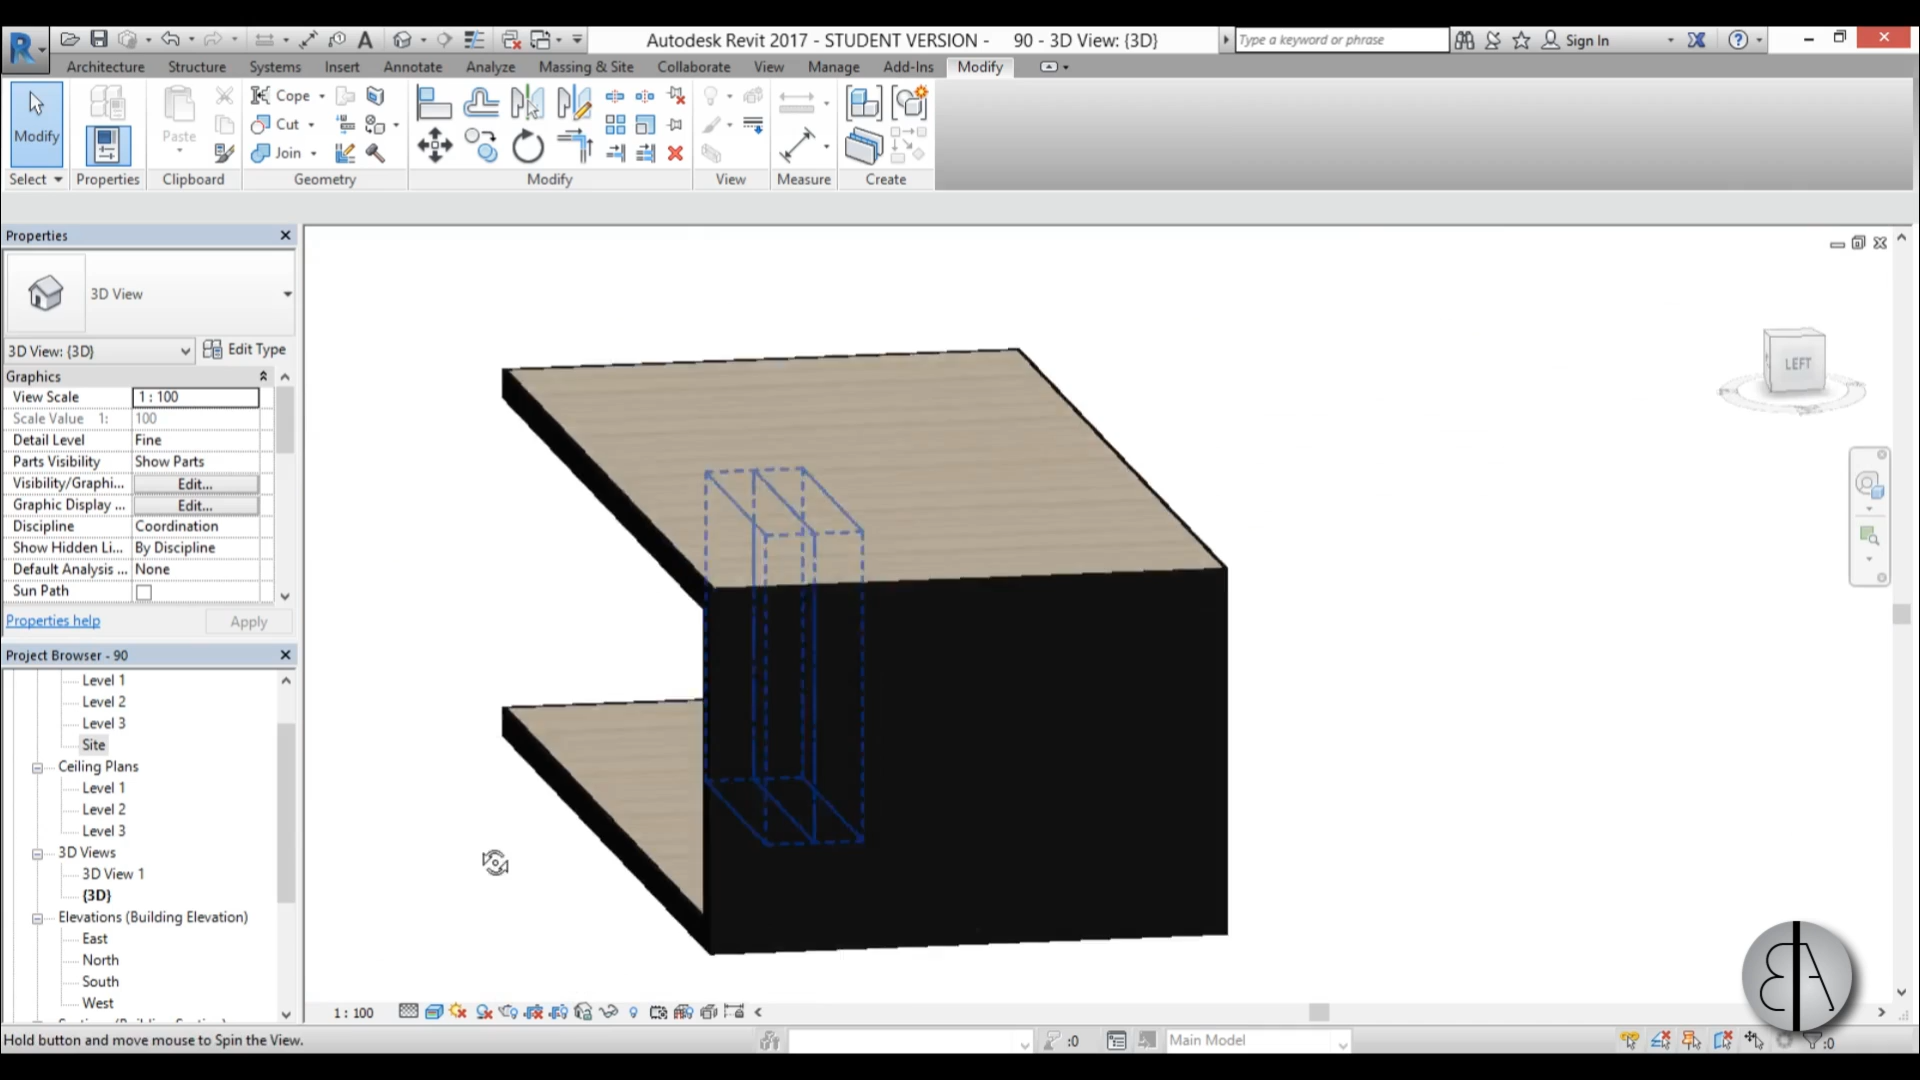 Autodesk Revit 2017 - STUDENT VERSION - 90 - 3D View: {3D}
Type a keyword or phrase
Sign In
Architecture Structure Systems Insert Annotate Analyze Massing & Site Collaborate View Manage Add-Ins Modify
Modify
Paste
Cope
Cut
Join
Select Properties Clipboard Geometry Modify View Measure Create
Properties
3D View
3D View: {3D} Edit Type
Graphics
View Scale 1 : 100
Scale Value 1: 100
Detail Level Fine
Parts Visibility Show Parts
Visibility/Graphi... Edit...
Graphic Display ... Edit...
Discipline Coordination
Show Hidden Li... By Discipline
Default Analysis ... None
Sun Path
Properties help Apply
Project Browser - 90
Level 1
Level 2
Level 3
Site
Ceiling Plans
Level 1
Level 2
Level 3
3D Views
3D View 1
{3D}
Elevations (Building Elevation)
East
North
South
West
LEFT
1 : 100
Hold button and move mouse to Spin the View.
:0
Main Model
:0